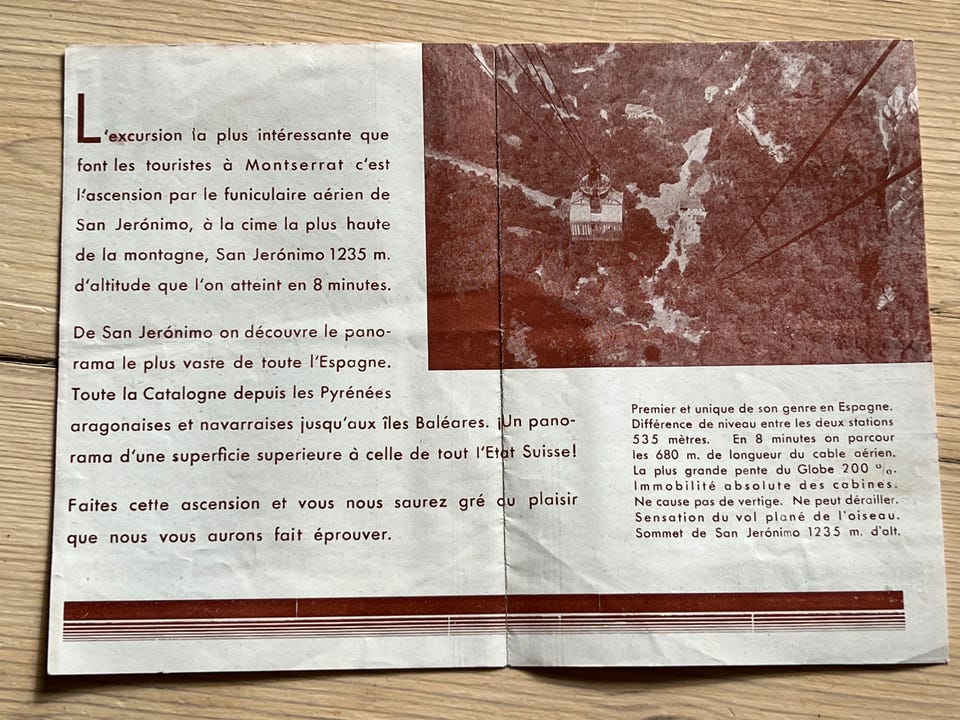 L'excursion la plus intéressante que
font les touristes à Montserrat c'est
l'ascension par le funiculaire aérien de
San Jerónimo, à la cime la plus haute
de la montagne, San Jerónimo 1235 m.
d'altitude que l'on atteint en 8 minutes.
De San Jerónimo on découvre le pano-
rama le plus vaste de toute l'Espagne.
Toute la Catalogne depuis les Pyrénées
aragonaises et navarraises jusqu'aux îles Baléares. ¡Un pano-
rama d'une superficie superieure à celle de tout l'Etat Suisse!
Faites cette ascension et vous nous saurez gré du plaisir
que nous vous aurons fait éprouver.
Premier et unique de son genre en Espagne.
Différence de niveau entre les deux stations
535 mètres. En 8 minutes on parcour
les 680 m. de longueur du cable aérien.
La plus grande pente du Globe 200 %.
Immobilité absolute des cabines.
Ne cause pas de vertige. Ne peut dérailler.
Sensation du vol plané de l'oiseau.
Sommet de San Jerónimo 1235 m. d'alt.